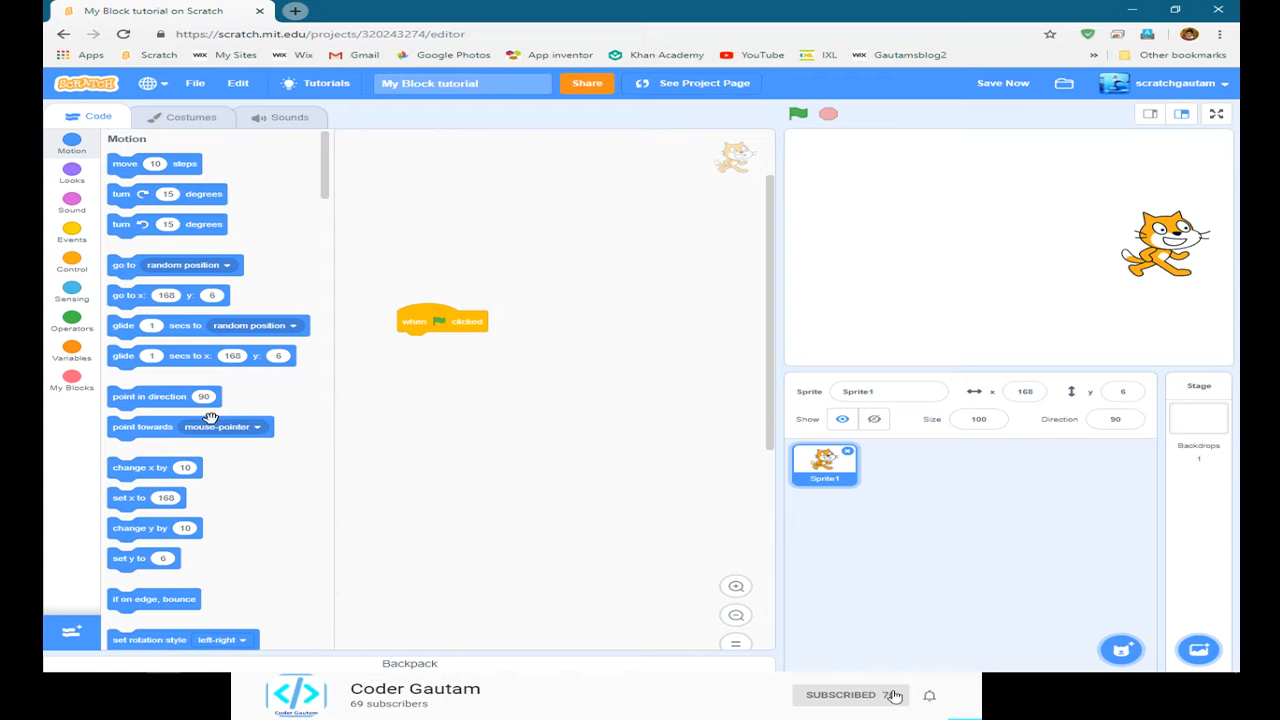 My Block tutorial on Scratch
https://scratch.mit.edu/projects/320243274/editor
Apps Scratch WIX My Sites WIX Wix Gmail Google Photos App inventor Khan Academy YouTube IXL WIX Gautamsblog2 » Other bookmarks
SCRATCH File Edit Tutorials My Block tutorial Share See Project Page Save Now scratchgautam
Code Costumes Sounds
Motion
Looks
Sound
Events
Control
Sensing
Operators
Variables
My Blocks
Motion
move 10 steps
turn 15 degrees
turn 15 degrees
go to random position
go to x: 168 y: 6
glide 1 secs to random position
glide 1 secs to x: 168 y: 6
point in direction 90
point towards mouse-pointer
change x by 10
set x to 168
change y by 10
set y to 6
if on edge, bounce
set rotation style left-right
when clicked
Sprite Sprite1 x 168 y 6
Show Size 100 Direction 90
Sprite1
Stage
Backdrops
1
Backpack
Coder Gautam
Coder Gautam
69 subscribers
SUBSCRIBED